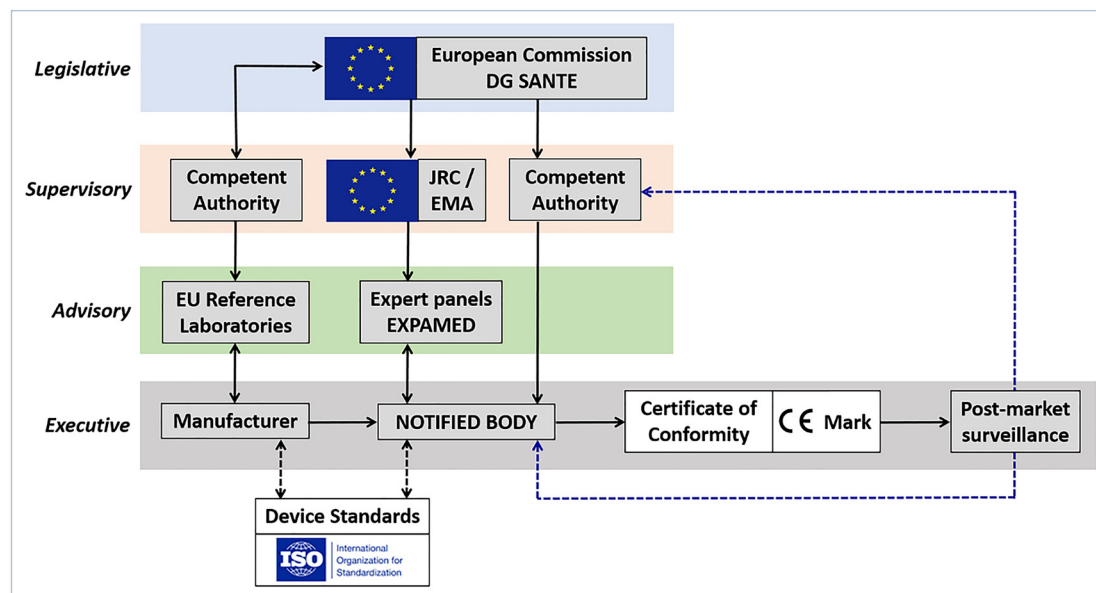 Legislative
European Commission
DG SANTE
Supervisory
Competent
Authority
JRC /
EMA
Competent
Authority
Advisory
EU Reference
Laboratories
Expert panels
EXPAMED
Executive
Manufacturer
NOTIFIED BODY
Certificate of
Conformity
CE Mark
Post-market
surveillance
Device Standards
ISO
International
Organization for
Standardization